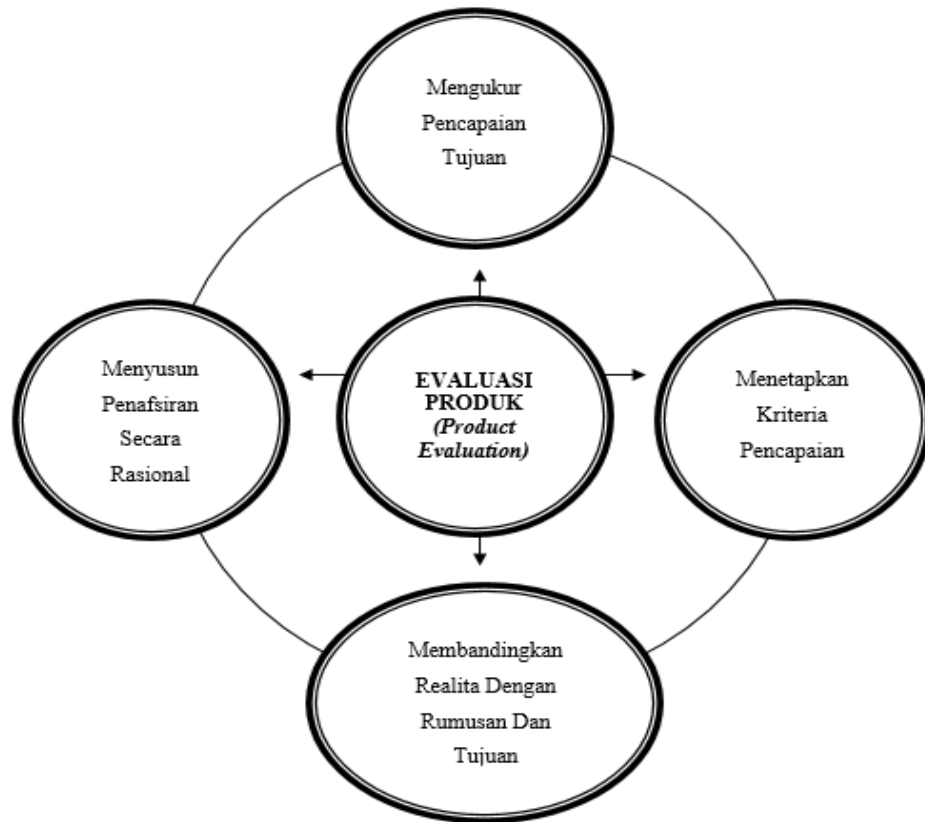 Mengukur
Pencapaian
Tujuan
Menyusun
Penafsiran
Secara
Rasional
EVALUASI
PRODUK
(Product
Evaluation)
Menetapkan
Kriteria
Pencapaian
Membandingkan
Realita Dengan
Rumusan Dan
Tujuan